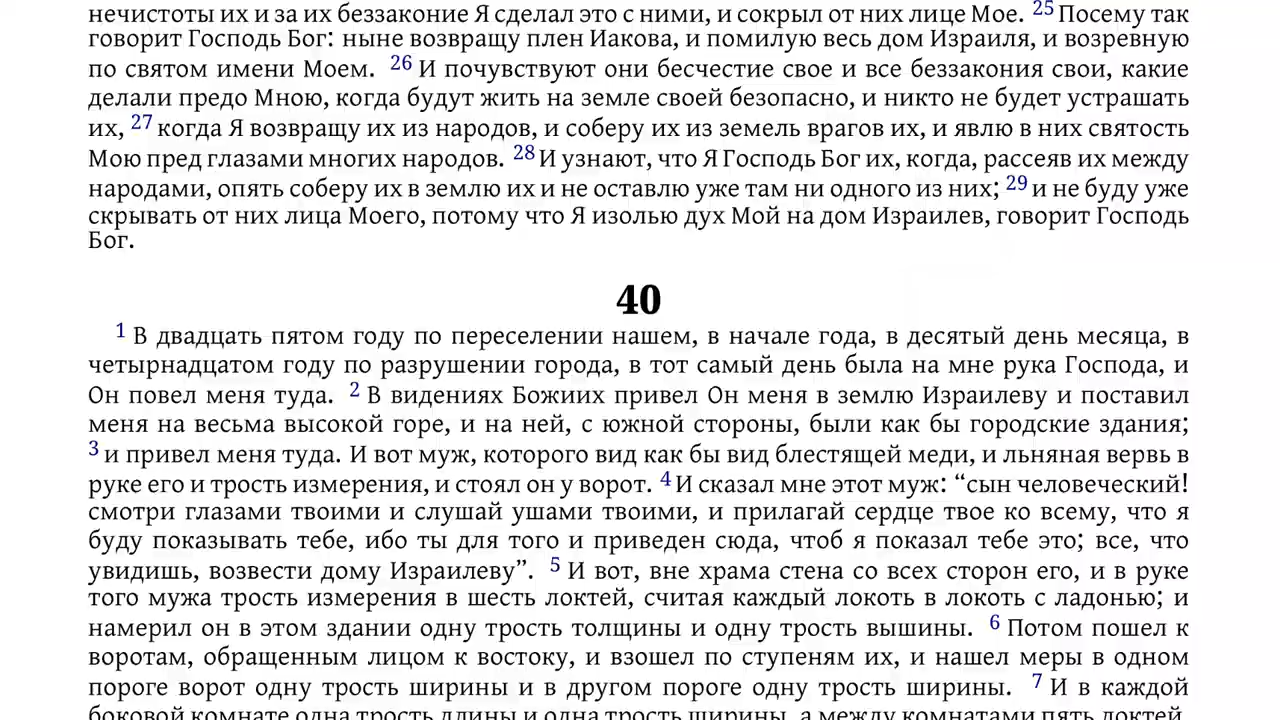 нечистоты их и за их беззаконие Я сделал это с ними, и сокрыл от них лице Мое. 25 Посему так
говорит Господь Бог: ныне возвращу плен Иакова, и помилую весь дом Израиля, и возревную
по святом имени Моем. 26 И почувствуют они бесчестие свое и все беззакония свои, какие
делали предо Мною, когда будут жить на земле своей безопасно, и никто не будет устрашать
их, 27 когда Я возвращу их из народов, и соберу их из земель врагов их, и явлю в них святость
Мою пред глазами многих народов. 28 И узнают, что Я Господь Бог их, когда, рассеяв их между
народами, опять соберу их в землю их и не оставлю уже там ни одного из них; 29 и не буду уже
скрывать от них лица Моего, потому что Я изолью дух Мой на дом Израилев, говорит Господь
Бог.
40
1 В двадцать пятом году по переселении нашем, в начале года, в десятый день месяца, в
четырнадцатом году по разрушении города, в тот самый день была на мне рука Господа, и
Он повел меня туда. 2 В видениях Божиих привел Он меня в землю Израилеву и поставил
меня на весьма высокой горе, и на ней, с южной стороны, были как бы городские здания;
3 и привел меня туда. И вот муж, которого вид как бы вид блестящей меди, и льняная вервь в
руке его и трость измерения, и стоял он у ворот. 4 И сказал мне этот муж: “сын человеческий!
смотри глазами твоими и слушай ушами твоими, и прилагай сердце твое ко всему, что я
буду показывать тебе, ибо ты для того и приведен сюда, чтоб я показал тебе это; все, что
увидишь, возвести дому Израилеву”. 5 И вот, вне храма стена со всех сторон его, и в руке
того мужа трость измерения в шесть локтей, считая каждый локоть в локоть с ладонью; и
намерил он в этом здании одну трость толщины и одну трость вышины. 6 Потом пошел к
воротам, обращенным лицом к востоку, и взошел по ступеням их, и нашел меры в одном
пороге ворот одну трость ширины и в другом пороге одну трость ширины. 7 И в каждой
боковой комнате одна трость длины и одна трость ширины, а между комнатами пять локтей,